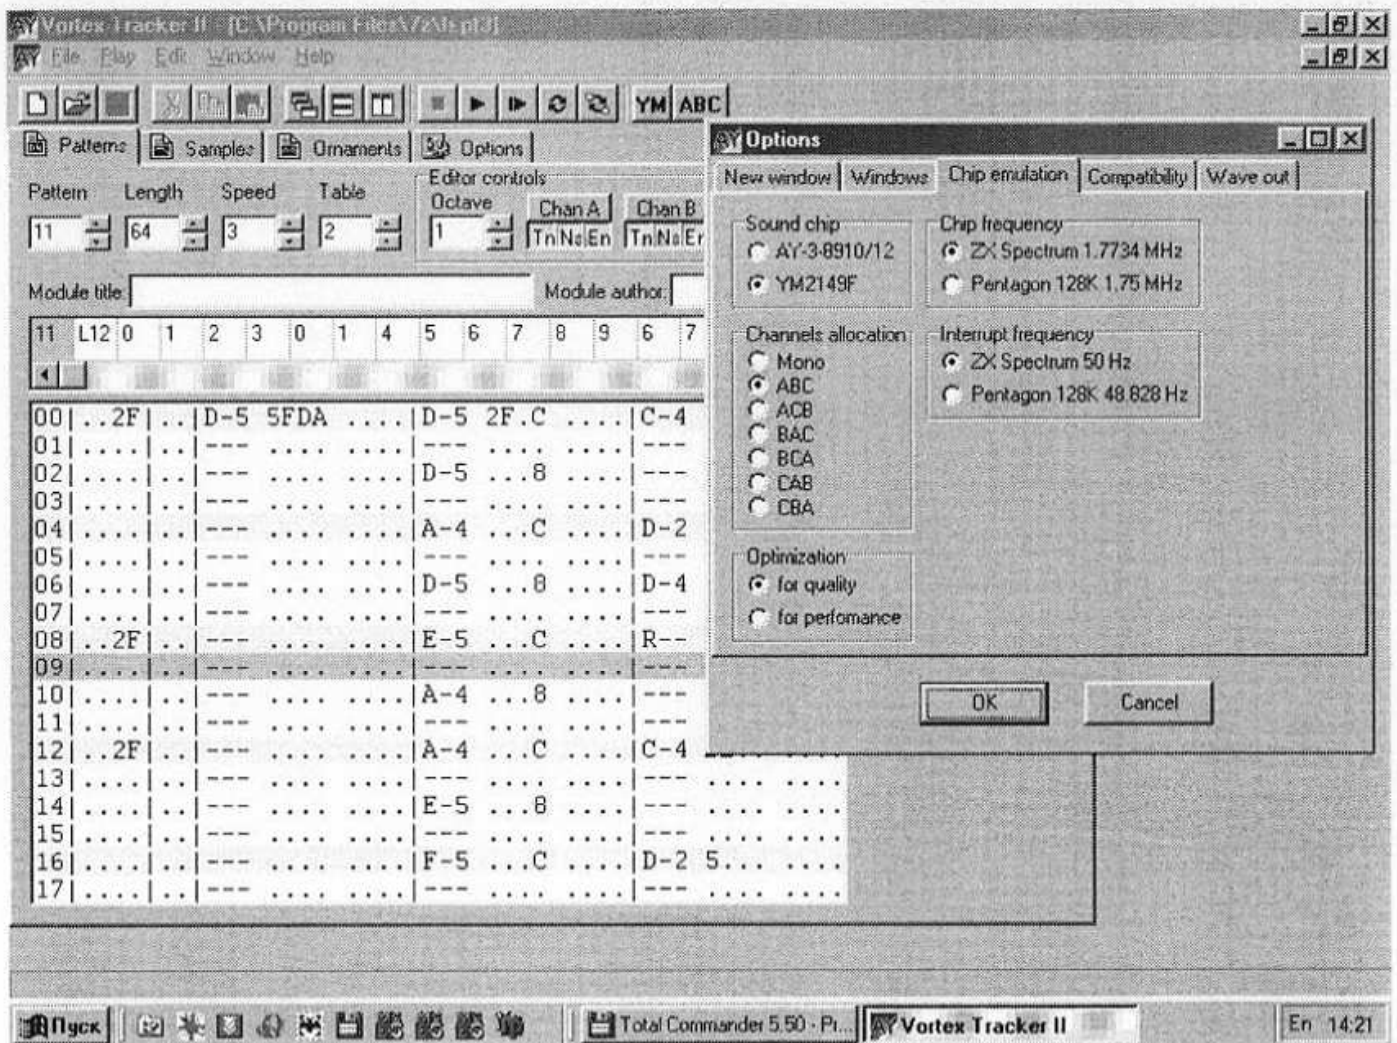 Vortex Tracker II - [C:\Program Files\7z\ls.pt3]
File Play Edit Window Help
YM ABC
Patterns Samples Ornaments Options
Editor controls
Pattern Length Speed Table Octave Chan A Chan B
11 64 3 2 1 Tn Ns En Tn Ns En
Module title: Module author:
11 L12 0 1 2 3 0 1 4 5 6 7 8 9 6 7
00|..2F|..|D-5 5FDA ....|D-5 2F.C ....|C-4
01|....|..|--- .... ....|--- .... ....|---
02|....|..|--- .... ....|D-5 ...8 ....|---
03|....|..|--- .... ....|--- .... ....|---
04|....|..|--- .... ....|A-4 ...C ....|D-2
05|....|..|--- .... ....|--- .... ....|---
06|....|..|--- .... ....|D-5 ...8 ....|D-4
07|....|..|--- .... ....|--- .... ....|---
08|..2F|..|--- .... ....|E-5 ...C ....|R--
09|....|..|--- .... ....|--- .... ....|---
10|....|..|--- .... ....|A-4 ...8 ....|---
11|....|..|--- .... ....|--- .... ....|---
12|..2F|..|--- .... ....|A-4 ...C ....|C-4
13|....|..|--- .... ....|--- .... ....|--- .... ....
14|....|..|--- .... ....|E-5 ...8 ....|--- .... ....
15|....|..|--- .... ....|--- .... ....|--- .... ....
16|....|..|--- .... ....|F-5 ...C ....|D-2 5... ....
17|....|..|--- .... ....|--- .... ....|--- .... ....
Options
New window Windows Chip emulation Compatibility Wave out
Sound chip
AY-3-8910/12
YM2149F
Chip frequency
ZX Spectrum 1.7734 MHz
Pentagon 128K 1.75 MHz
Channels allocation
Mono
ABC
ACB
BAC
BCA
CAB
CBA
Interrupt frequency
ZX Spectrum 50 Hz
Pentagon 128K 48.828 Hz
Optimization
for quality
for perfomance
OK Cancel
Пуск Total Commander 5.50 - Pr... Vortex Tracker II En 14:21